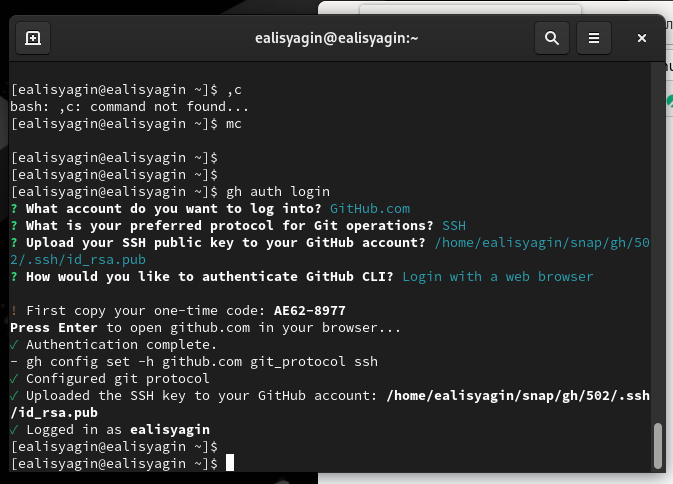 ealisyagin@ealisyagin:~
[ealisyagin@ealisyagin ~]$ ,c
bash: ,c: command not found...
[ealisyagin@ealisyagin ~]$ mc
[ealisyagin@ealisyagin ~]$
[ealisyagin@ealisyagin ~]$
[ealisyagin@ealisyagin ~]$ gh auth login
? What account do you want to log into? GitHub.com
? What is your preferred protocol for Git operations? SSH
? Upload your SSH public key to your GitHub account? /home/ealisyagin/snap/gh/50
2/.ssh/id_rsa.pub
? How would you like to authenticate GitHub CLI? Login with a web browser
! First copy your one-time code: AE62-8977
Press Enter to open github.com in your browser...
✓ Authentication complete.
- gh config set -h github.com git_protocol ssh
✓ Configured git protocol
✓ Uploaded the SSH key to your GitHub account: /home/ealisyagin/snap/gh/502/.ssh
/id_rsa.pub
✓ Logged in as ealisyagin
[ealisyagin@ealisyagin ~]$
[ealisyagin@ealisyagin ~]$